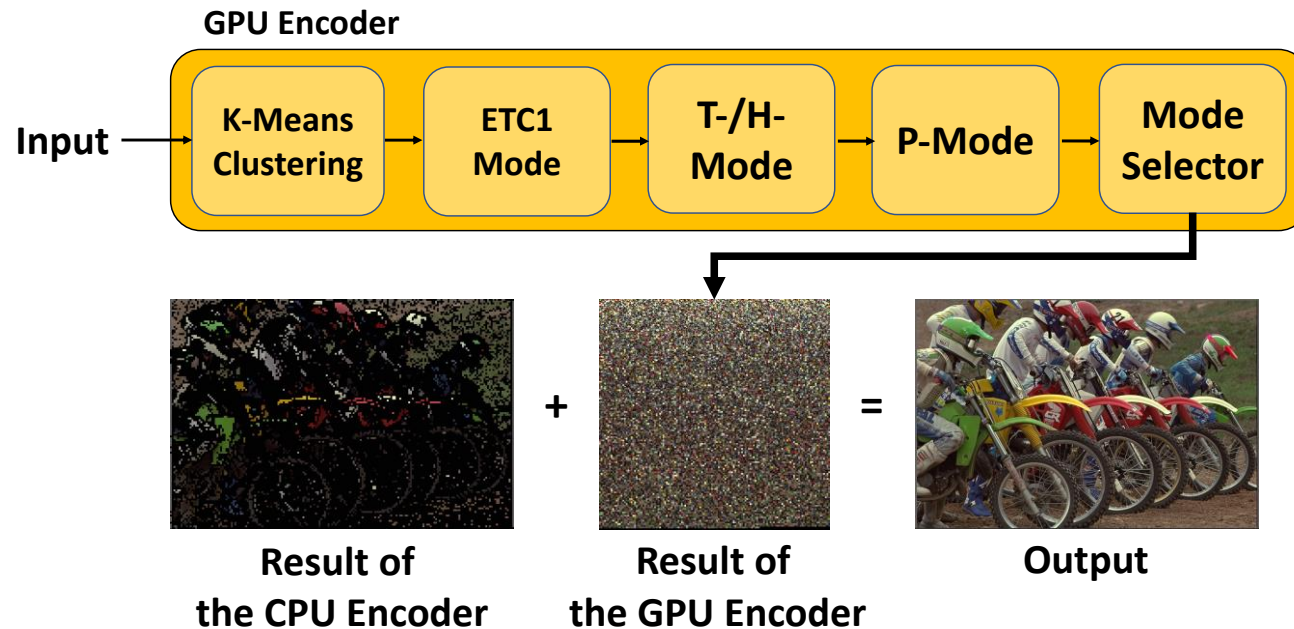 GPU Encoder
Input
K-Means
Clustering
ETC1
Mode
T-/H-
Mode
P-Mode
Mode
Selector
+
=
Result of
the CPU Encoder
Result of
the GPU Encoder
Output